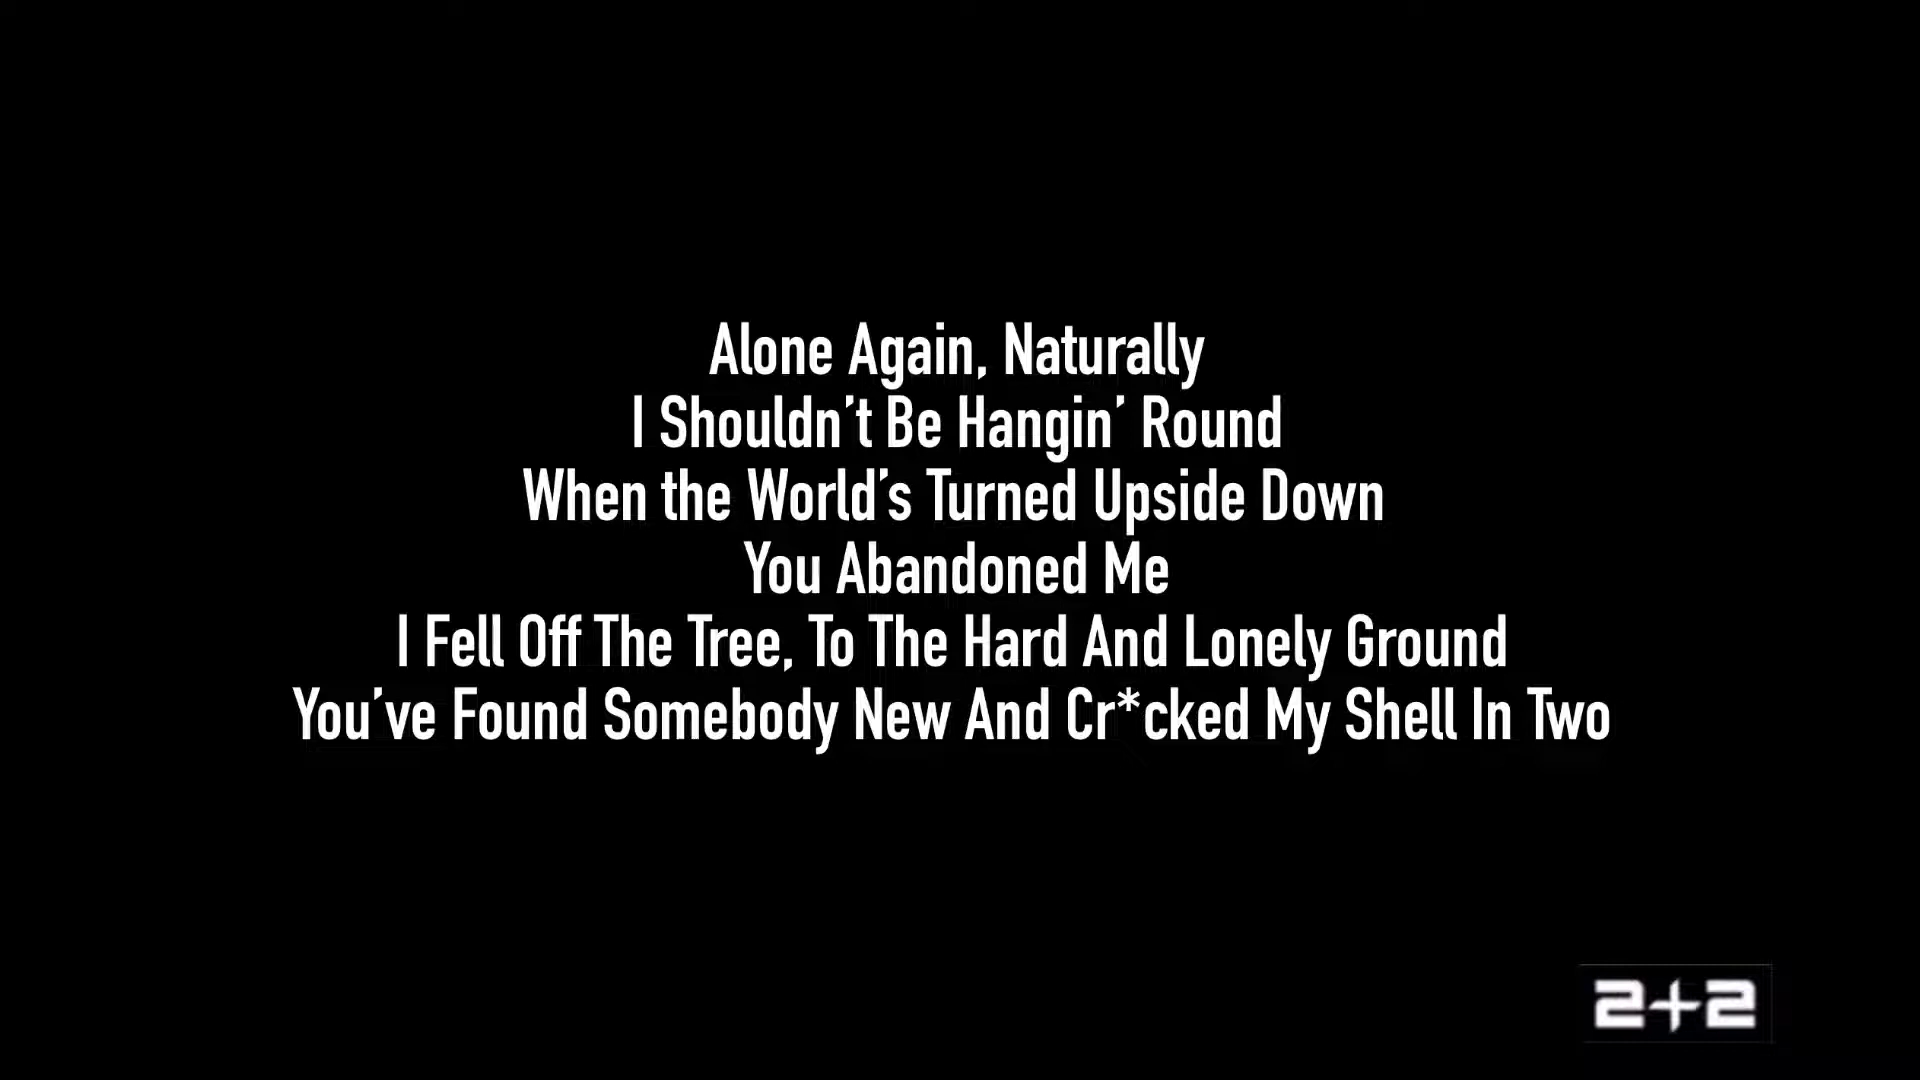 Alone Again, Naturally
I Shouldn’t Be Hangin’ Round
When the World’s Turned Upside Down
You Abandoned Me
I Fell Off The Tree, To The Hard And Lonely Ground
You’ve Found Somebody New And Cr*cked My Shell In Two
2+2